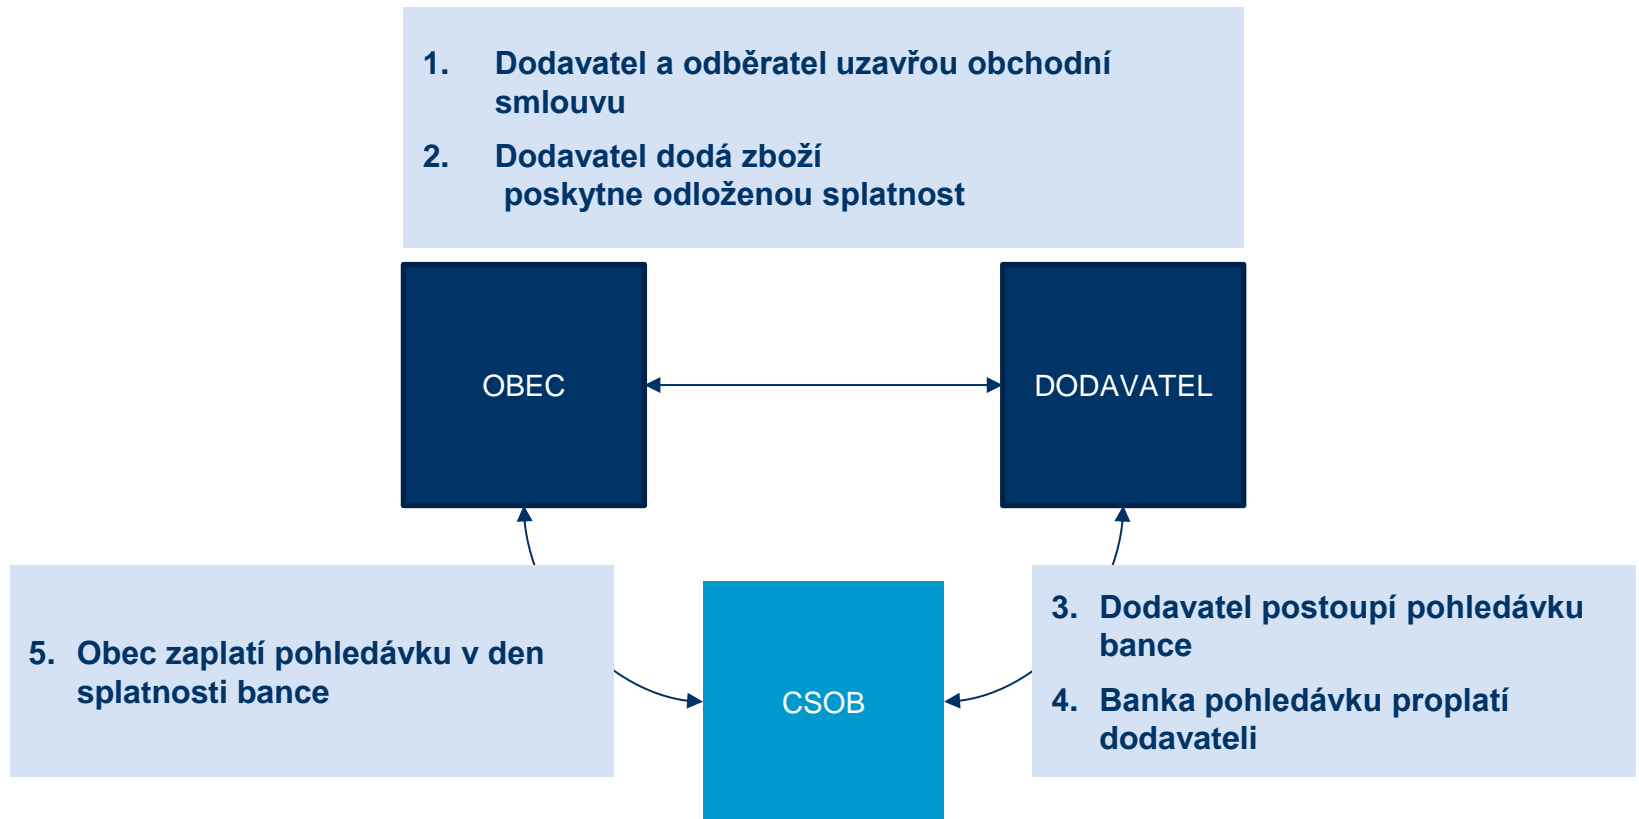 1. Dodavatel a odběratel uzavřou obchodní
smlouvu
2. Dodavatel dodá zboží
poskytne odloženou splatnost
OBEC
DODAVATEL
5. Obec zaplatí pohledávku v den
splatnosti bance
CSOB
3. Dodavatel postoupí pohledávku
bance
4. Banka pohledávku proplatí
dodavateli